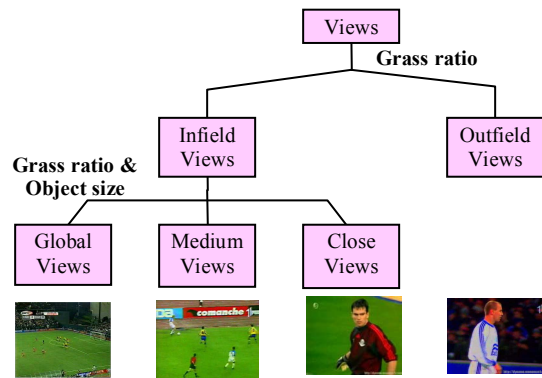 Views
Grass ratio
Infield
Views
Outfield
Views
Grass ratio &
Object size
Global
Views
Medium
Views
Close
Views
comanche